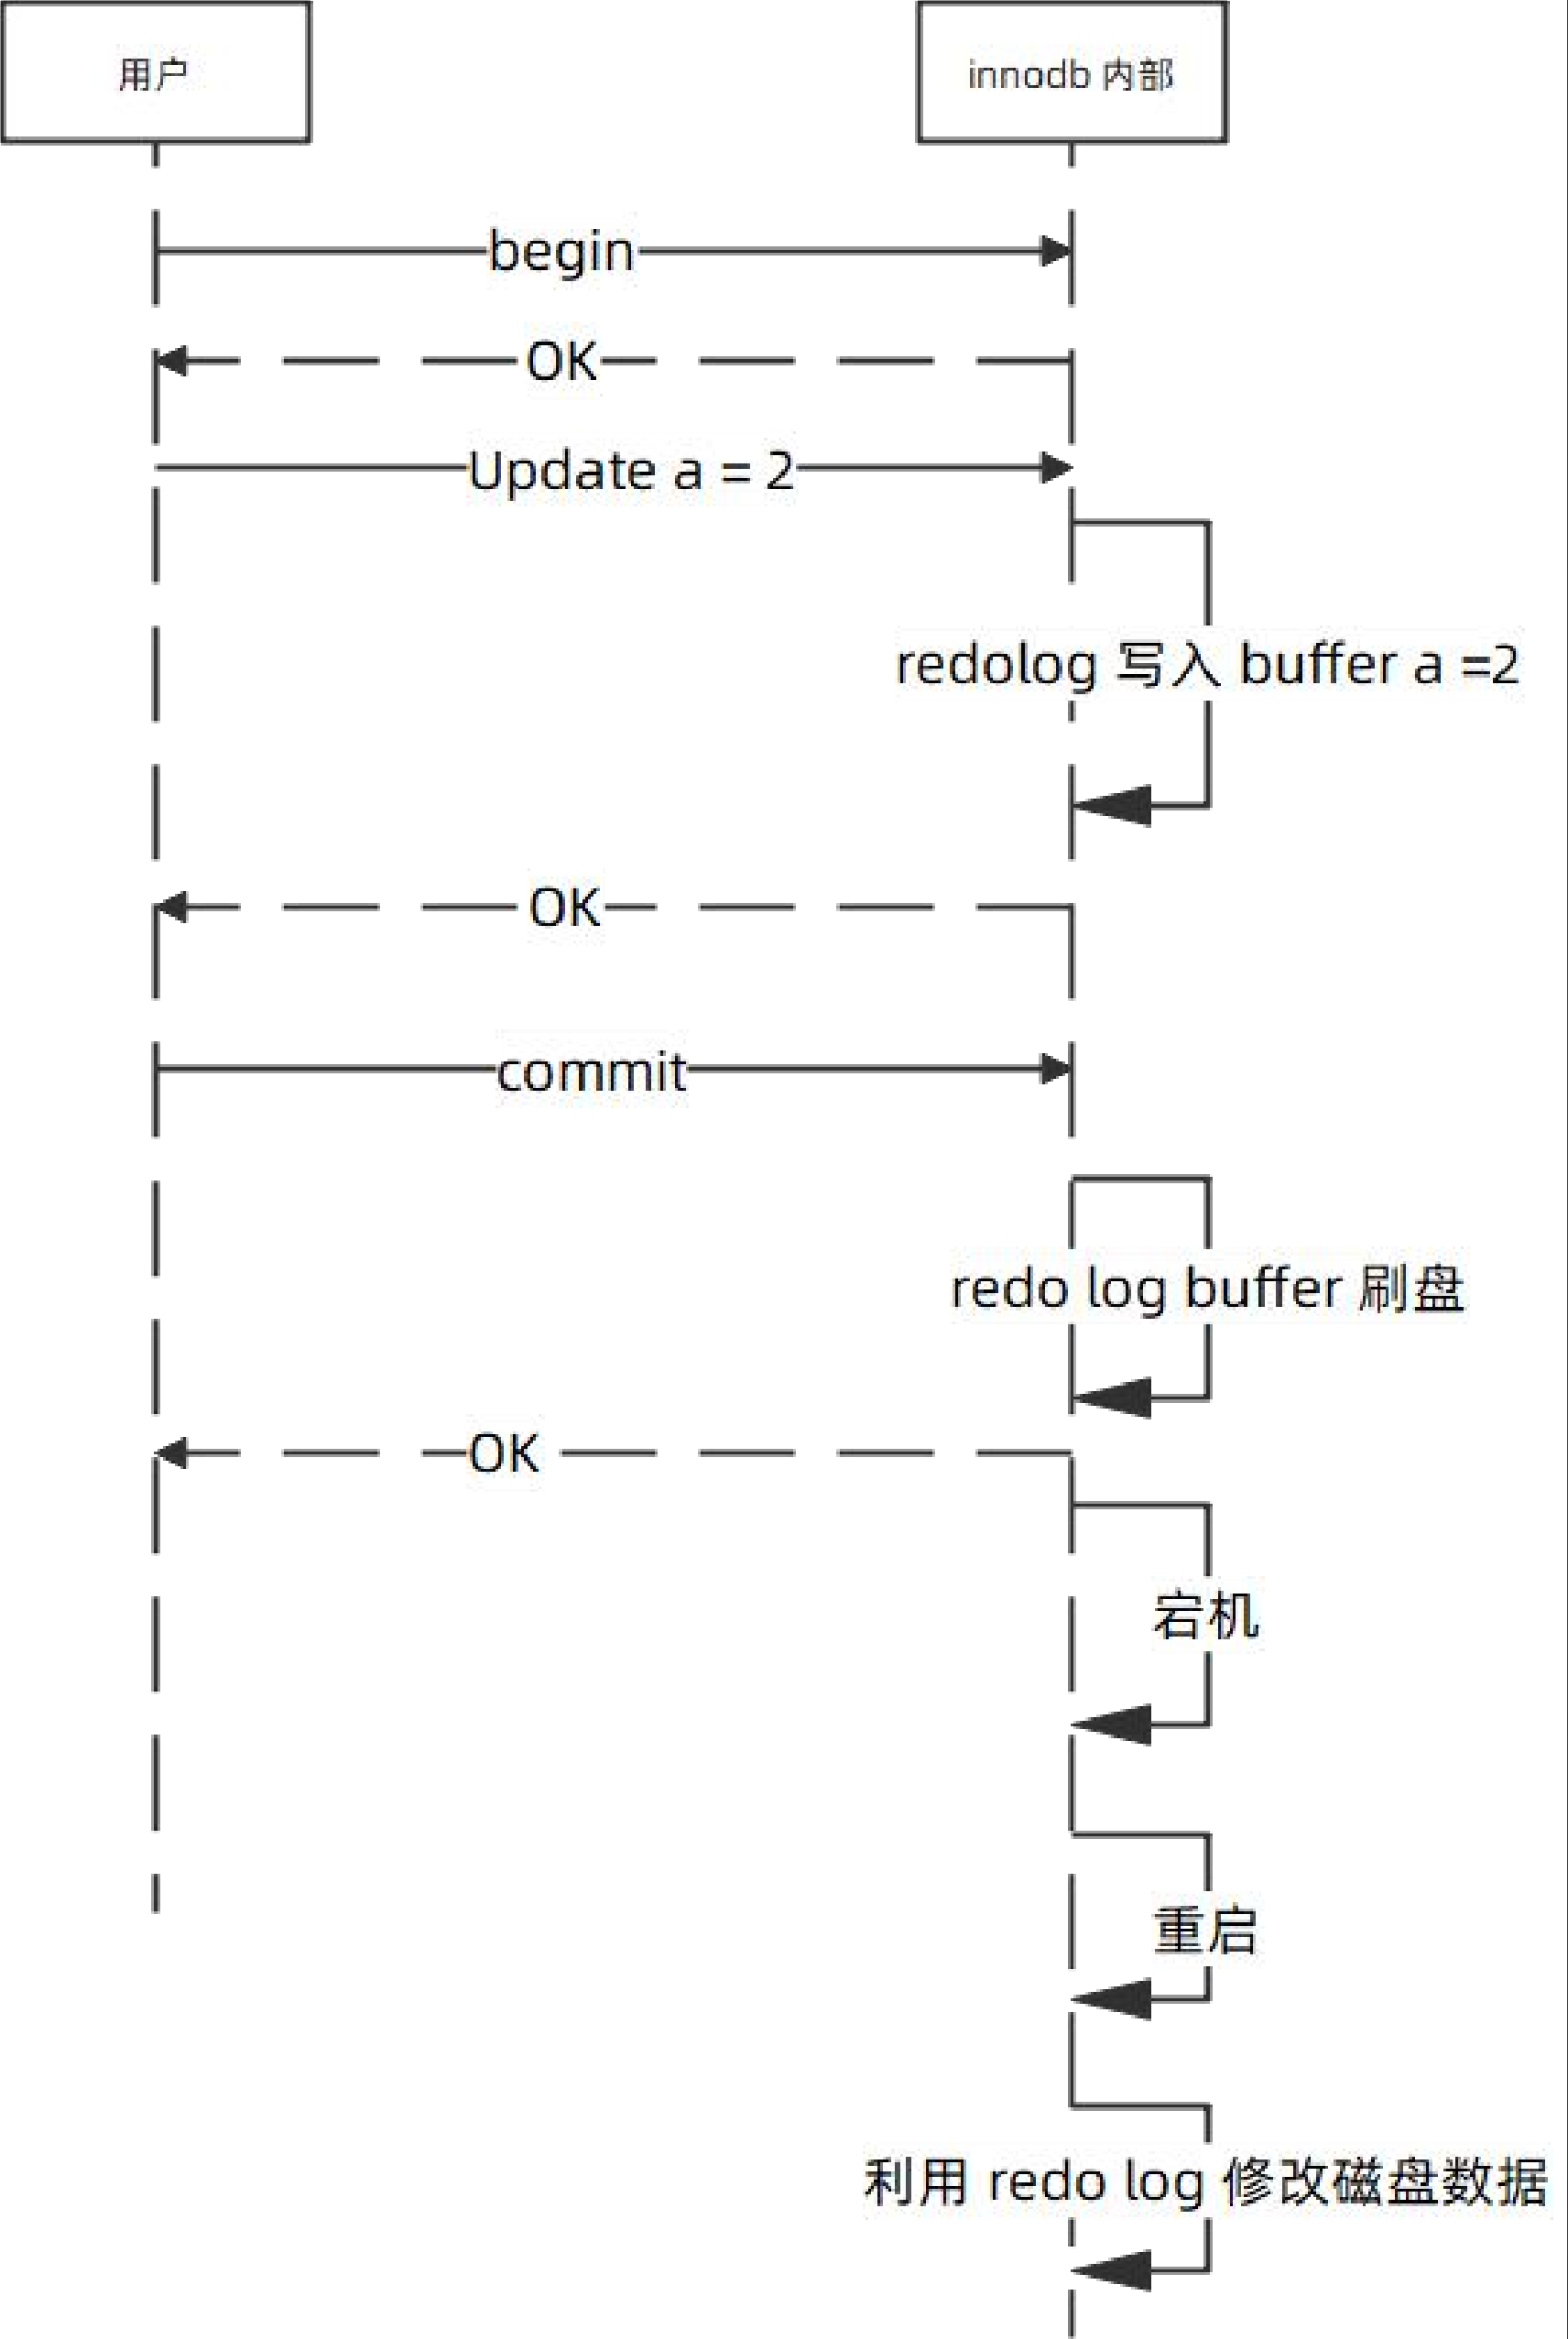 用户
innodb 内部
begin
OK
Update a = 2
redolog 写入 buffer a =2
OK
commit
redo log buffer 刷盘
OK
宕机
重启
利用 redo log 修改磁盘数据